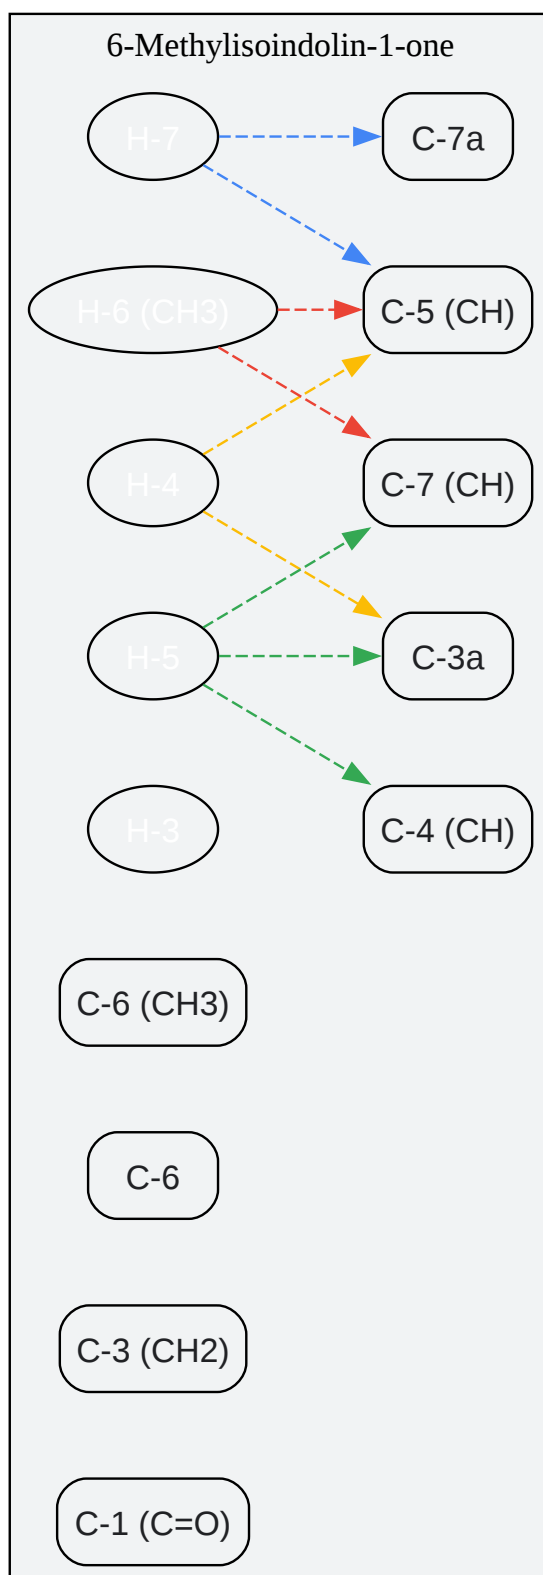 6-Methylisoindolin-1-one
H-7
C-7a
H-6 (CH3)
C-5 (CH)
H-4
C-7 (CH)
H-5
C-3a
H-3
C-4 (CH)
C-6 (CH3)
C-6
C-3 (CH2)
C-1 (C=O)